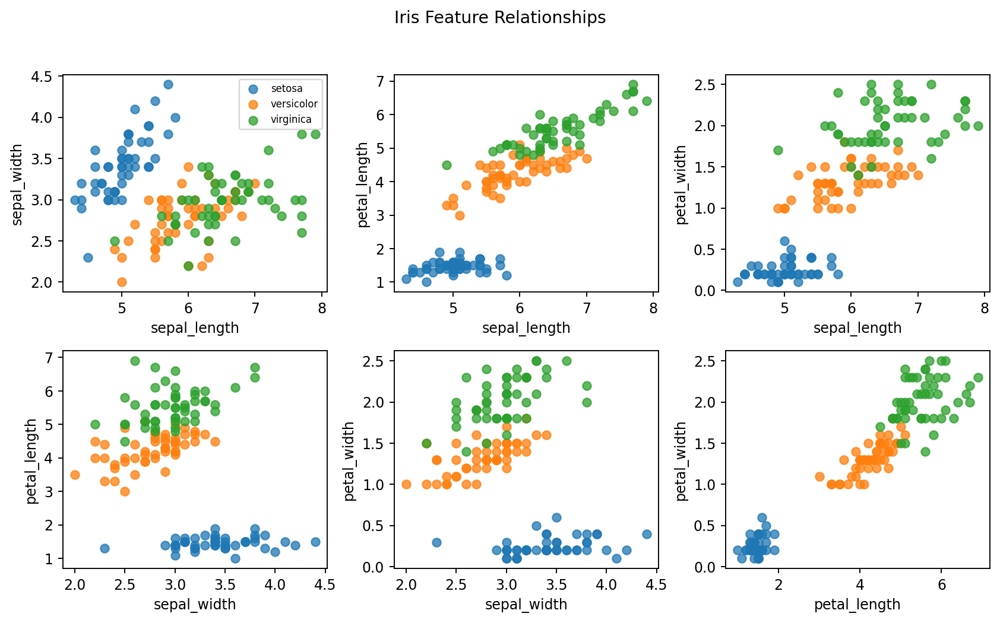 Iris Feature Relationships
4.5
4.0
3.5
3.0
2.5
2.0
sepal_width
setosa
versicolor
virginica
5 6 7 8
sepal_length
7
6
5
4
3
2
1
petal_length
5 6 7 8
sepal_length
2.5
2.0
1.5
1.0
0.5
0.0
petal_width
5 6 7 8
sepal_length
7
6
5
4
3
2
1
petal_length
2.0 2.5 3.0 3.5 4.0 4.5
sepal_width
2.5
2.0
1.5
1.0
0.5
0.0
petal_width
2.0 2.5 3.0 3.5 4.0 4.5
sepal_width
2.5
2.0
1.5
1.0
0.5
0.0
petal_width
2 4 6
petal_length